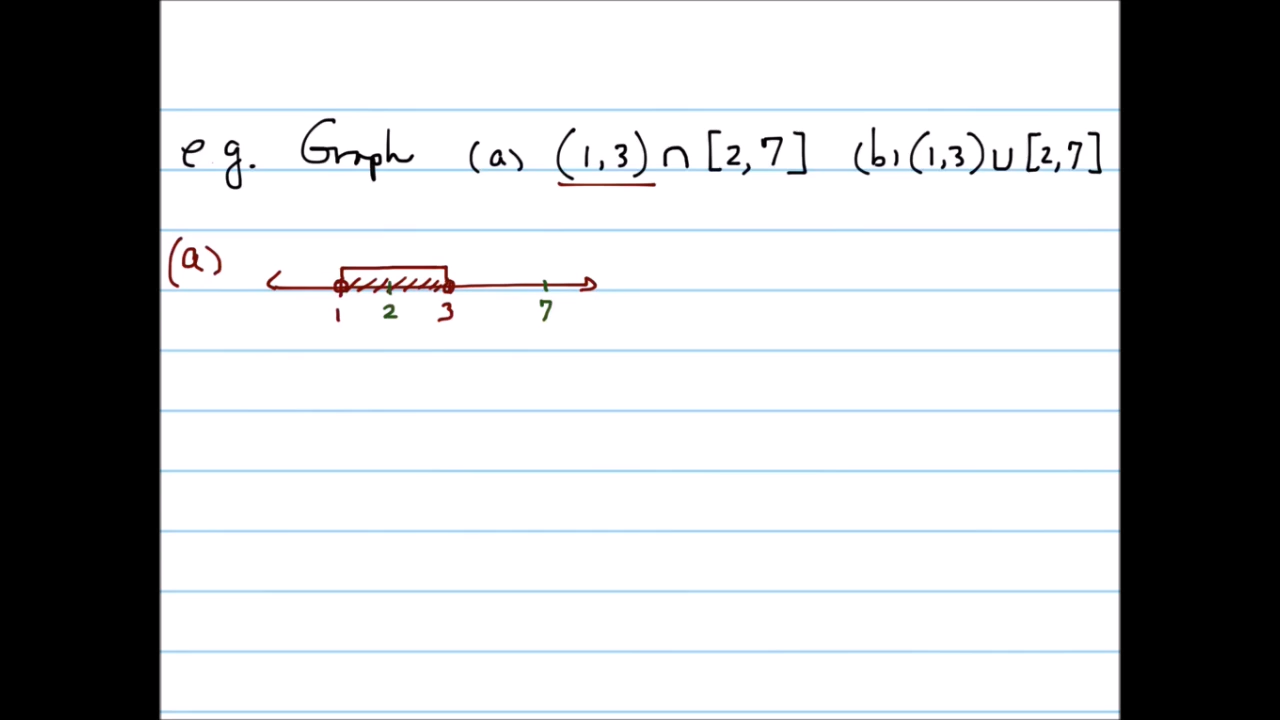 e.g. Graph (a) (1,3) ∩ [2,7] (b) (1,3) ∪ [2,7]
(a)
1 2 3 7